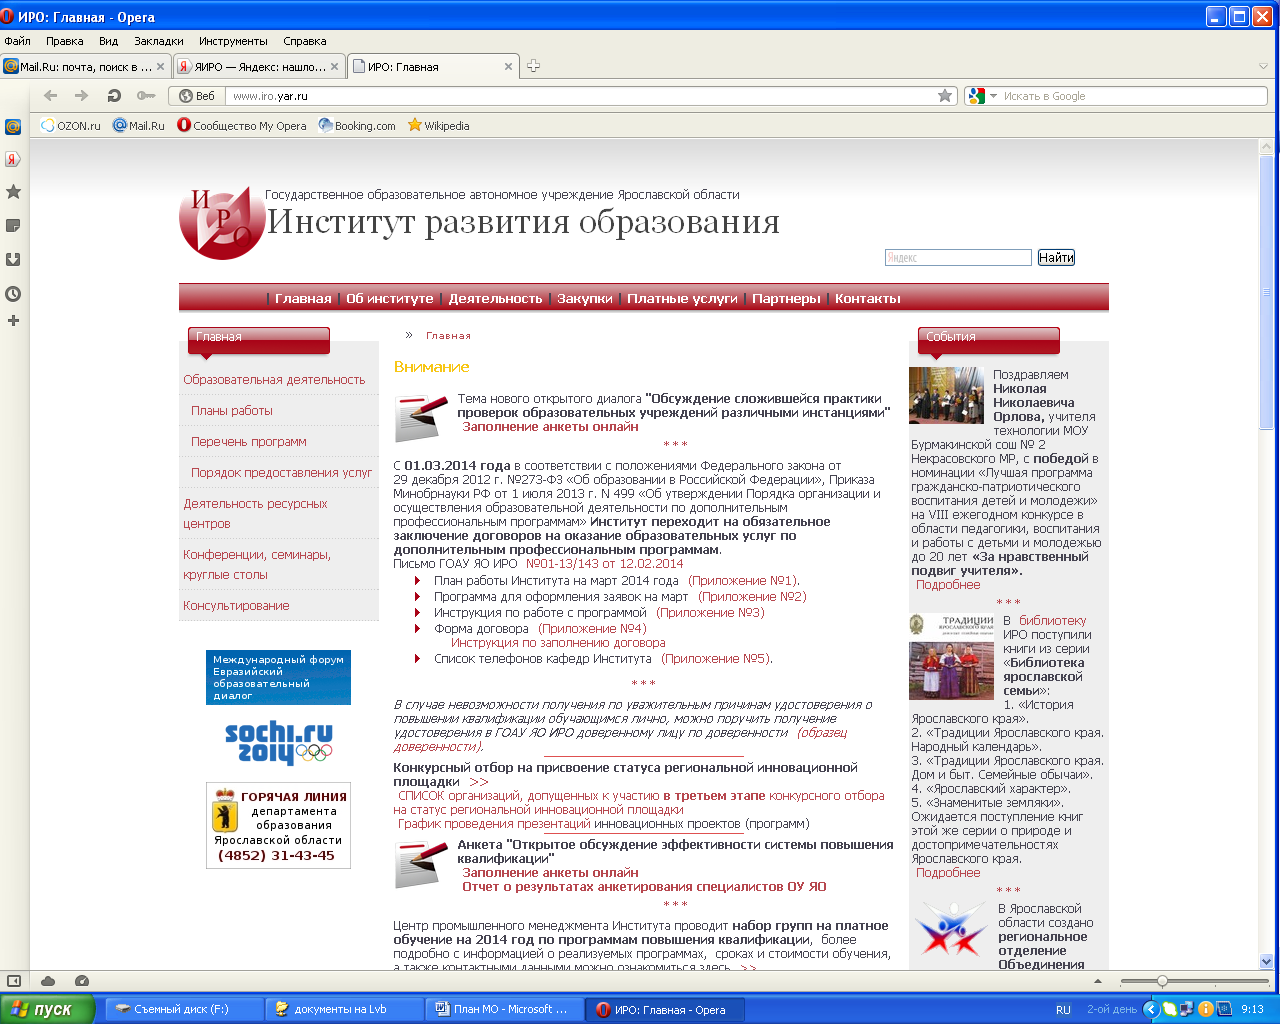 ИРО: Главная - Opera
Файл Правка Вид Закладки Инструменты Справка
Mail.Ru: почта, поиск в ...
ЯИРО — Яндекс: нашло...
ИРО: Главная
Веб
www.iro.yar.ru
Искать в Google
OZON.ru Mail.Ru Сообщество My Opera Booking.com Wikipedia
ИРО
Государственное образовательное автономное учреждение Ярославской области
Институт развития образования
Яндекс
Найти
Главная | Об институте | Деятельность | Закупки | Платные услуги | Партнеры | Контакты
Главная
Образовательная деятельность
Планы работы
Перечень программ
Порядок предоставления услуг
Деятельность ресурсных
центров
Конференции, семинары,
круглые столы
Консультирование
Международный форум
Евразийский
образовательный
диалог
sochi.ru
2014
ГОРЯЧАЯ ЛИНИЯ
департамента
образования
Ярославской области
(4852) 31-43-45
» Главная
Внимание
Тема нового открытого диалога "Обсуждение сложившейся практики
проверок образовательных учреждений различными инстанциями"
Заполнение анкеты онлайн
* * *
С 01.03.2014 года в соответствии с положениями Федерального закона от
29 декабря 2012 г. №273-ФЗ «Об образовании в Российской Федерации», Приказа
Минобрнауки РФ от 1 июля 2013 г. N 499 «Об утверждении Порядка организации и
осуществления образовательной деятельности по дополнительным
профессиональным программам» Институт переходит на обязательное
заключение договоров на оказание образовательных услуг по
дополнительным профессиональным программам.
Письмо ГОАУ ЯО ИРО №01-13/143 от 12.02.2014
План работы Института на март 2014 года (Приложение №1).
Программа для оформления заявок на март (Приложение №2)
Инструкция по работе с программой (Приложение №3)
Форма договора (Приложение №4)
Инструкция по заполнению договора
Список телефонов кафедр Института (Приложение №5).
* * *
В случае невозможности получения по уважительным причинам удостоверения о
повышении квалификации обучающимся лично, можно поручить получение
удостоверения в ГОАУ ЯО ИРО доверенному лицу по доверенности (образец
доверенности).
Конкурсный отбор на присвоение статуса региональной инновационной
площадки >>
СПИСОК организаций, допущенных к участию в третьем этапе конкурсного отбора
на статус региональной инновационной площадки
График проведения презентаций инновационных проектов (программ)
Анкета "Открытое обсуждение эффективности системы повышения
квалификации"
Заполнение анкеты онлайн
Отчет о результатах анкетирования специалистов ОУ ЯО
* * *
Центр промышленного менеджмента Института проводит набор групп на платное
обучение на 2014 год по программам повышения квалификации, более
подробно с информацией о реализуемых программах, сроках и стоимости обучения,
а также контактными данными можно ознакомиться здесь >>
События
Поздравляем
Николая
Николаевича
Орлова, учителя
технологии МОУ
Бурмакинской сош № 2
Некрасовского МР, с победой в
номинации «Лучшая программа
гражданско-патриотического
воспитания детей и молодежи»
на VIII ежегодном конкурсе в
области педагогики, воспитания
и работы с детьми и молодежью
до 20 лет «За нравственный
подвиг учителя».
Подробнее
* * *
ТРАДИЦИИ
ЯРОСЛАВСКОГО КРАЯ
В библиотеку
ИРО поступили
книги из серии
«Библиотека
ярославской
семьи»:
1. «История
Ярославского края».
2. «Традиции Ярославского края.
Народный календарь».
3. «Традиции Ярославского края.
Дом и быт. Семейные обычаи».
4. «Ярославский характер».
5. «Знаменитые земляки».
Ожидается поступление книг
этой же серии о природе и
достопримечательностях
Ярославского края.
Подробнее
* * *
В Ярославской
области создано
региональное
отделение
Объединения
пуск
Съемный диск (F:)
документы на Lvb
План МО - Microsoft ...
ИРО: Главная - Opera
RU
2-ой день
9:13